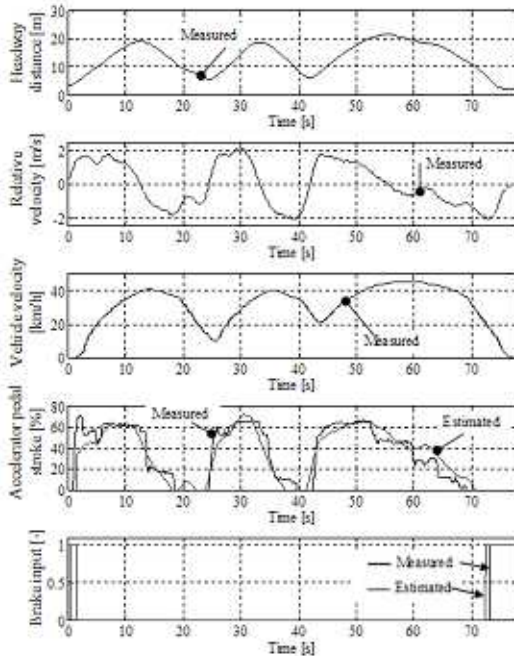 Headway
distance [m]
30
20
10
0
Measured
0 10 20 30 40 50 60 70
Time [s]
Relative
velocity [m/s]
2
0
-2
Measured
0 10 20 30 40 50 60 70
Time [s]
Vehicle velocity
[km/h]
40
20
0
Measured
0 10 20 30 40 50 60 70
Time [s]
Accelerator pedal
stroke [%]
80
60
40
20
0
Measured
Estimated
0 10 20 30 40 50 60 70
Time [s]
Brake input [-]
1
0.5
0
Measured
Estimated
0 10 20 30 40 50 60 70
Time [s]